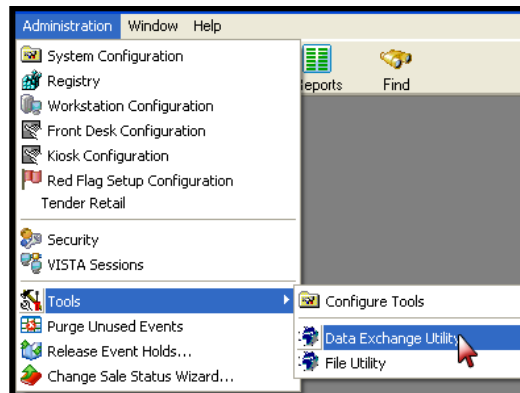 Administration Window Help
System Configuration
Registry
Reports Find
Workstation Configuration
Front Desk Configuration
Kiosk Configuration
Red Flag Setup Configuration
Tender Retail
Security
VISTA Sessions
Tools
Configure Tools
Purge Unused Events
Data Exchange Utility
Release Event Holds...
File Utility
Change Sale Status Wizard...